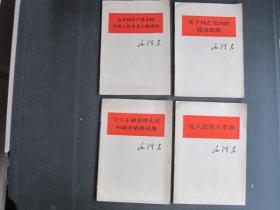 在中国共产党全国
宣传工作会议上的讲话
毛泽东
关于纠正党内的
错误思想
毛泽东
关于正确处理人民
内部矛盾的问题
毛泽东
论人民民主专政
毛泽东